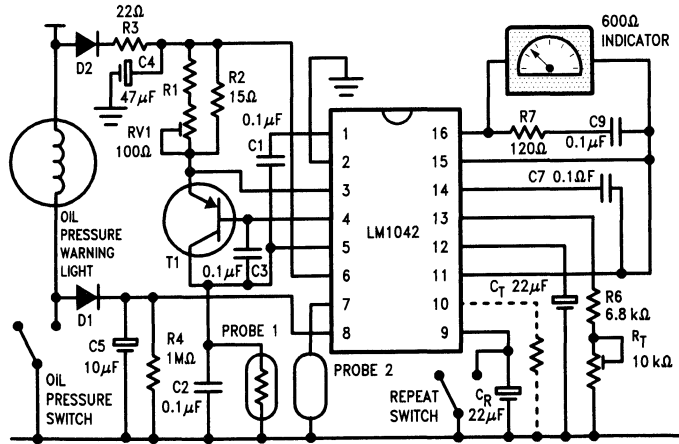 22Ω
R3
D2
C4
47µF
R1
R2
15Ω
RV1
100Ω
0.1µF
C1
600Ω
INDICATOR
R7
120Ω
C9
0.1µF
C7 0.1ΩF
OIL
PRESSURE
WARNING
LIGHT
T1
0.1µF
C3
1
2
3
4
5
6
7
8
LM1042
16
15
14
13
12
11
10
9
CT 22µF
R6
6.8 kΩ
RT
10 kΩ
D1
C5
10µF
R4
1MΩ
C2
0.1µF
PROBE 1
PROBE 2
OIL
PRESSURE
SWITCH
REPEAT
SWITCH
CR
22µF